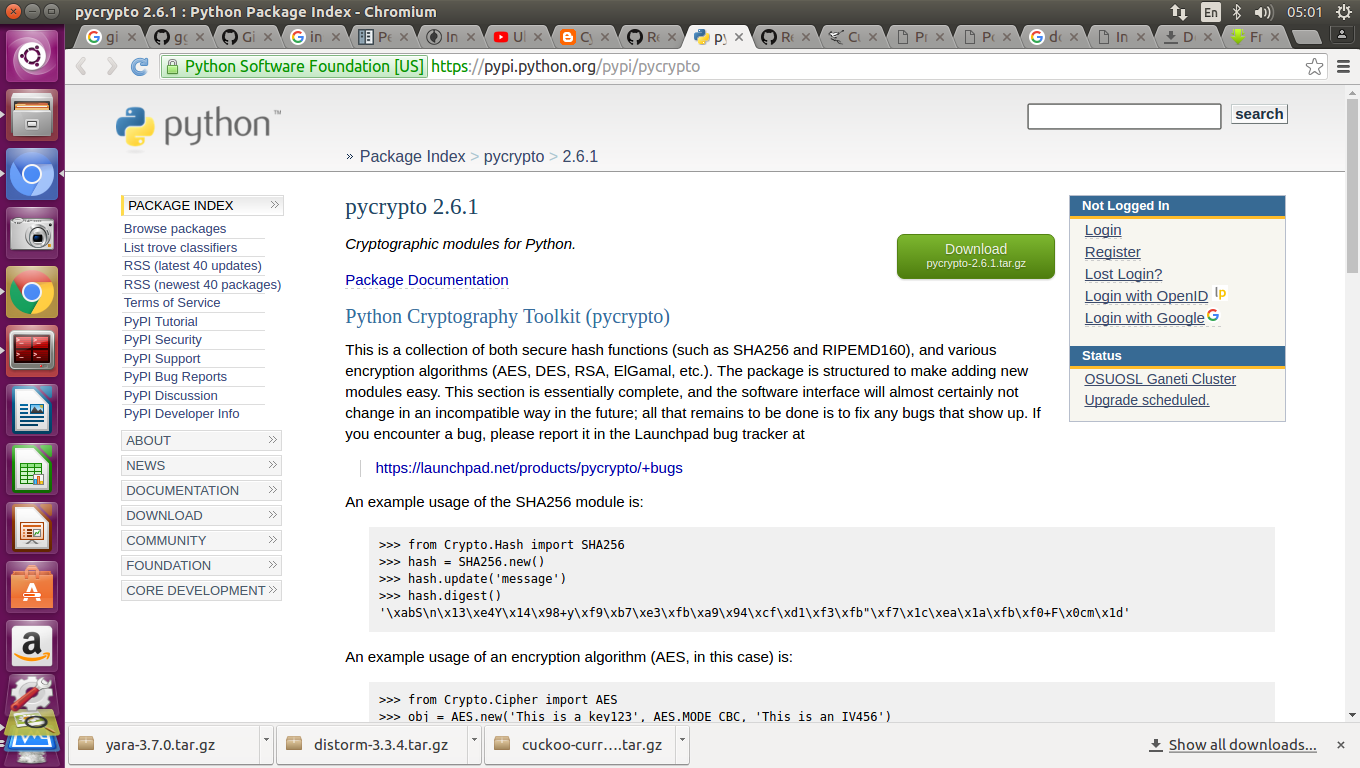 pycrypto 2.6.1 : Python Package Index - Chromium
En
05:01
gi
gg
Gi
in
Pe
In
Ul
Cy
Re
py
Re
Cu
Pr
Pe
de
In
De
Fr
Python Software Foundation [US]
https://pypi.python.org/pypi/pycrypto
python™
search
» Package Index > pycrypto > 2.6.1
PACKAGE INDEX »
Browse packages
List trove classifiers
RSS (latest 40 updates)
RSS (newest 40 packages)
Terms of Service
PyPI Tutorial
PyPI Security
PyPI Support
PyPI Bug Reports
PyPI Discussion
PyPI Developer Info
ABOUT »
NEWS »
DOCUMENTATION »
DOWNLOAD »
COMMUNITY »
FOUNDATION »
CORE DEVELOPMENT »
pycrypto 2.6.1
Cryptographic modules for Python.
Download
pycrypto-2.6.1.tar.gz
Package Documentation
Python Cryptography Toolkit (pycrypto)
This is a collection of both secure hash functions (such as SHA256 and RIPEMD160), and various
encryption algorithms (AES, DES, RSA, ElGamal, etc.). The package is structured to make adding new
modules easy. This section is essentially complete, and the software interface will almost certainly not
change in an incompatible way in the future; all that remains to be done is to fix any bugs that show up. If
you encounter a bug, please report it in the Launchpad bug tracker at
https://launchpad.net/products/pycrypto/+bugs
An example usage of the SHA256 module is:
>>> from Crypto.Hash import SHA256
>>> hash = SHA256.new()
>>> hash.update('message')
>>> hash.digest()
'\xabS\n\x13\xe4Y\x14\x98+y\xf9\xb7\xe3\xfb\xa9\x94\xcf\xd1\xf3\xfb"\xf7\x1c\xea\x1a\xfb\xf0+F\x0cm\x1d'
An example usage of an encryption algorithm (AES, in this case) is:
>>> from Crypto.Cipher import AES
>>> obj = AES.new('This is a key123', AES.MODE_CBC, 'This is an IV456')
Not Logged In
Login
Register
Lost Login?
Login with OpenID lp
Login with Google G
Status
OSUOSL Ganeti Cluster
Upgrade scheduled.
yara-3.7.0.tar.gz
distorm-3.3.4.tar.gz
cuckoo-curr....tar.gz
Show all downloads...